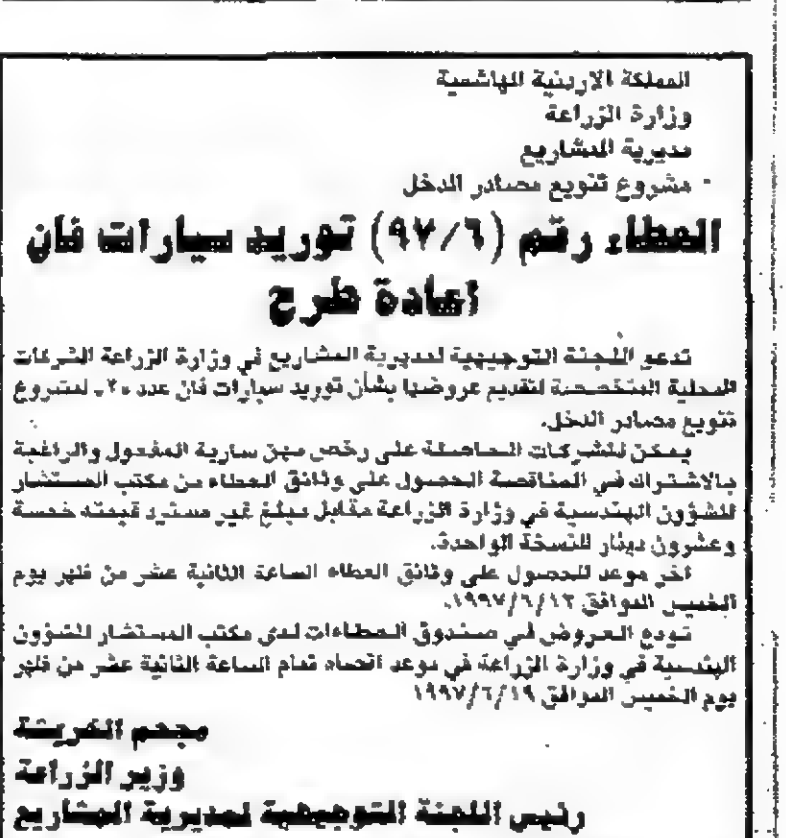 المملكة الاردنية الهاشمية
وزارة الزراعة
مديرية المشاريع
مشروع تنويع مصادر الدخل
العطاء رقم (٩٧/٦) توريد سيارات فان
اعادة طرح
تدعو اللجنة التوجيهية لمديرية المشاريع في وزارة الزراعة الشركات
المحلية المتخصصة لتقديم عروضها بشأن توريد سيارات فان عدد «٢» لمشروع
تنويع مصادر الدخل.
يمكن للشركات الحاصلة على رخص مهن سارية المفعول والراغبة
بالاشتراك في المناقصة الحصول على وثائق العطاء من مكتب المستشار
للشؤون الهندسية في وزارة الزراعة مقابل مبلغ غير مسترد قيمته خمسة
وعشرون دينار للنسخة الواحدة.
اخر موعد للحصول على وثائق العطاء الساعة الثانية عشر من ظهر يوم
الخميس الموافق ١٩٩٧/٦/١٢.
تودع العروض في صندوق العطاءات لدى مكتب المستشار للشؤون
الهندسية في وزارة الزراعة في موعد اقصاه تمام الساعة الثانية عشر من ظهر
يوم الخميس الموافق ١٩٩٧/٦/١٩
مجحم الخريشة
وزير الزراعة
رئيس اللجنة التوجيهية لمديرية المشاريع